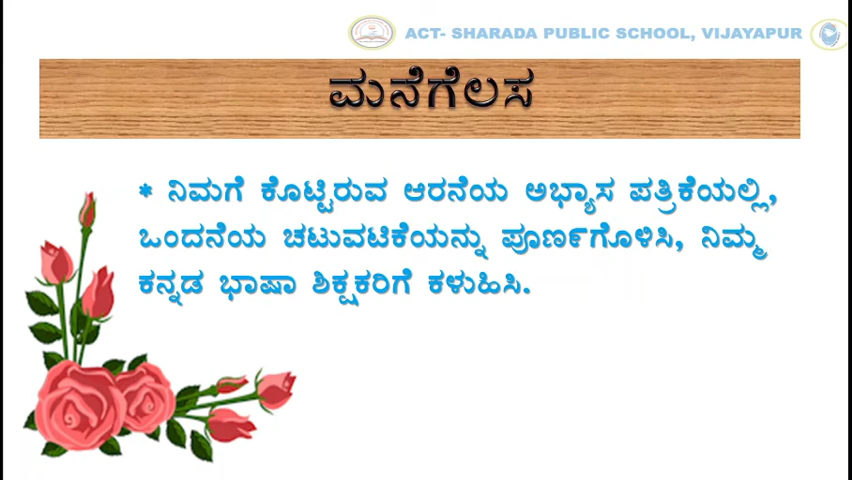 ACT- SHARADA PUBLIC SCHOOL, VIJAYAPUR
ಮನೆಗೆಲಸ
* ನಿಮಗೆ ಕೊಟ್ಟಿರುವ ಆರನೆಯ ಅಭ್ಯಾಸ ಪತ್ರಿಕೆಯಲ್ಲಿ,
ಒಂದನೆಯ ಚಟುವಟಿಕೆಯನ್ನು ಪೂರ್ಣಗೊಳಿಸಿ, ನಿಮ್ಮ
ಕನ್ನಡ ಭಾಷಾ ಶಿಕ್ಷಕರಿಗೆ ಕಳುಹಿಸಿ.